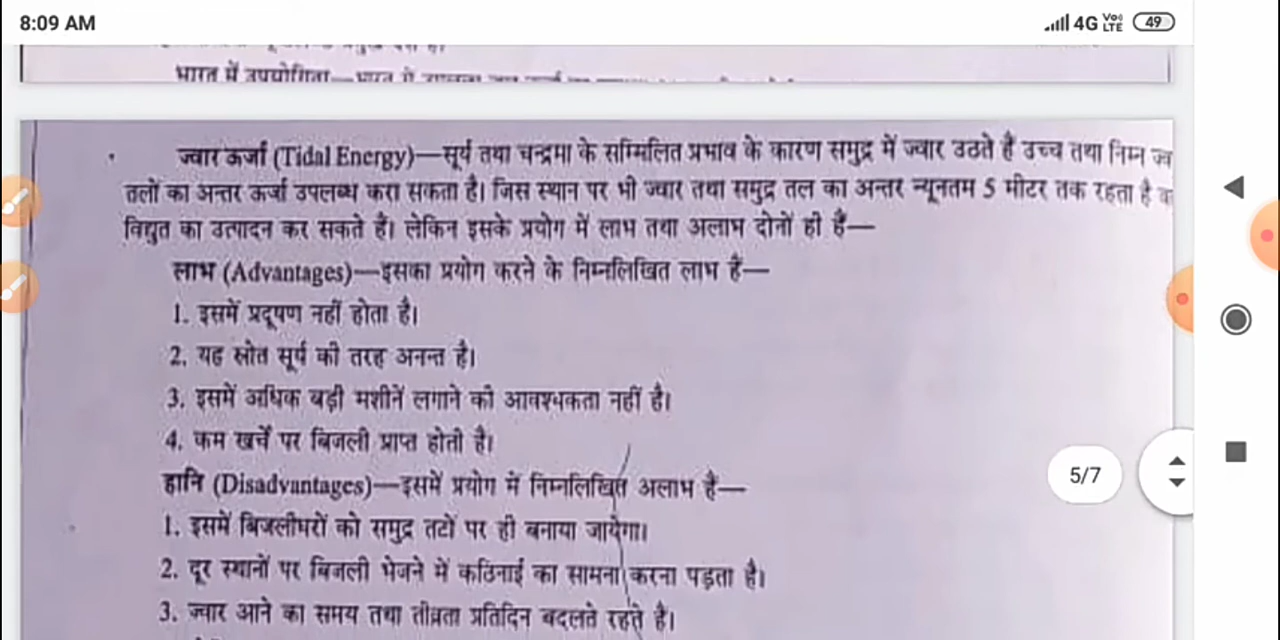 8:09 AM
4G Vo) LTE 49
भारत में उपयोगिता—भारत में
ज्वार ऊर्जा (Tidal Energy)—सूर्य तथा चन्द्रमा के सम्मिलित प्रभाव के कारण समुद्र में ज्वार उठते हैं उच्च तथा निम्न
तलों का अन्तर ऊर्जा उपलब्ध करा सकता है। जिस स्थान पर भी ज्वार तथा समुद्र तल का अन्तर न्यूनतम 5 मीटर तक रहता है
विद्युत का उत्पादन कर सकते हैं। लेकिन इसके प्रयोग में लाभ तथा अलाभ दोनों ही हैं—
लाभ (Advantages)—इसका प्रयोग करने के निम्नलिखित लाभ हैं—
1. इसमें प्रदूषण नहीं होता है।
2. यह स्रोत सूर्य की तरह अनन्त है।
3. इसमें अधिक बड़ी मशीनें लगाने की आवश्यकता नहीं है।
4. कम खर्चे पर बिजली प्राप्त होती है।
हानि (Disadvantages)—इसमें प्रयोग में निम्नलिखित अलाभ हैं—
1. इसमें बिजलीघरों को समुद्र तटों पर ही बनाया जायेगा।
5/7
2. दूर स्थानों पर बिजली भेजने में कठिनाई का सामना करना पड़ता है।
3. ज्वार आने का समय तथा तीव्रता प्रतिदिन बदलते रहते हैं।